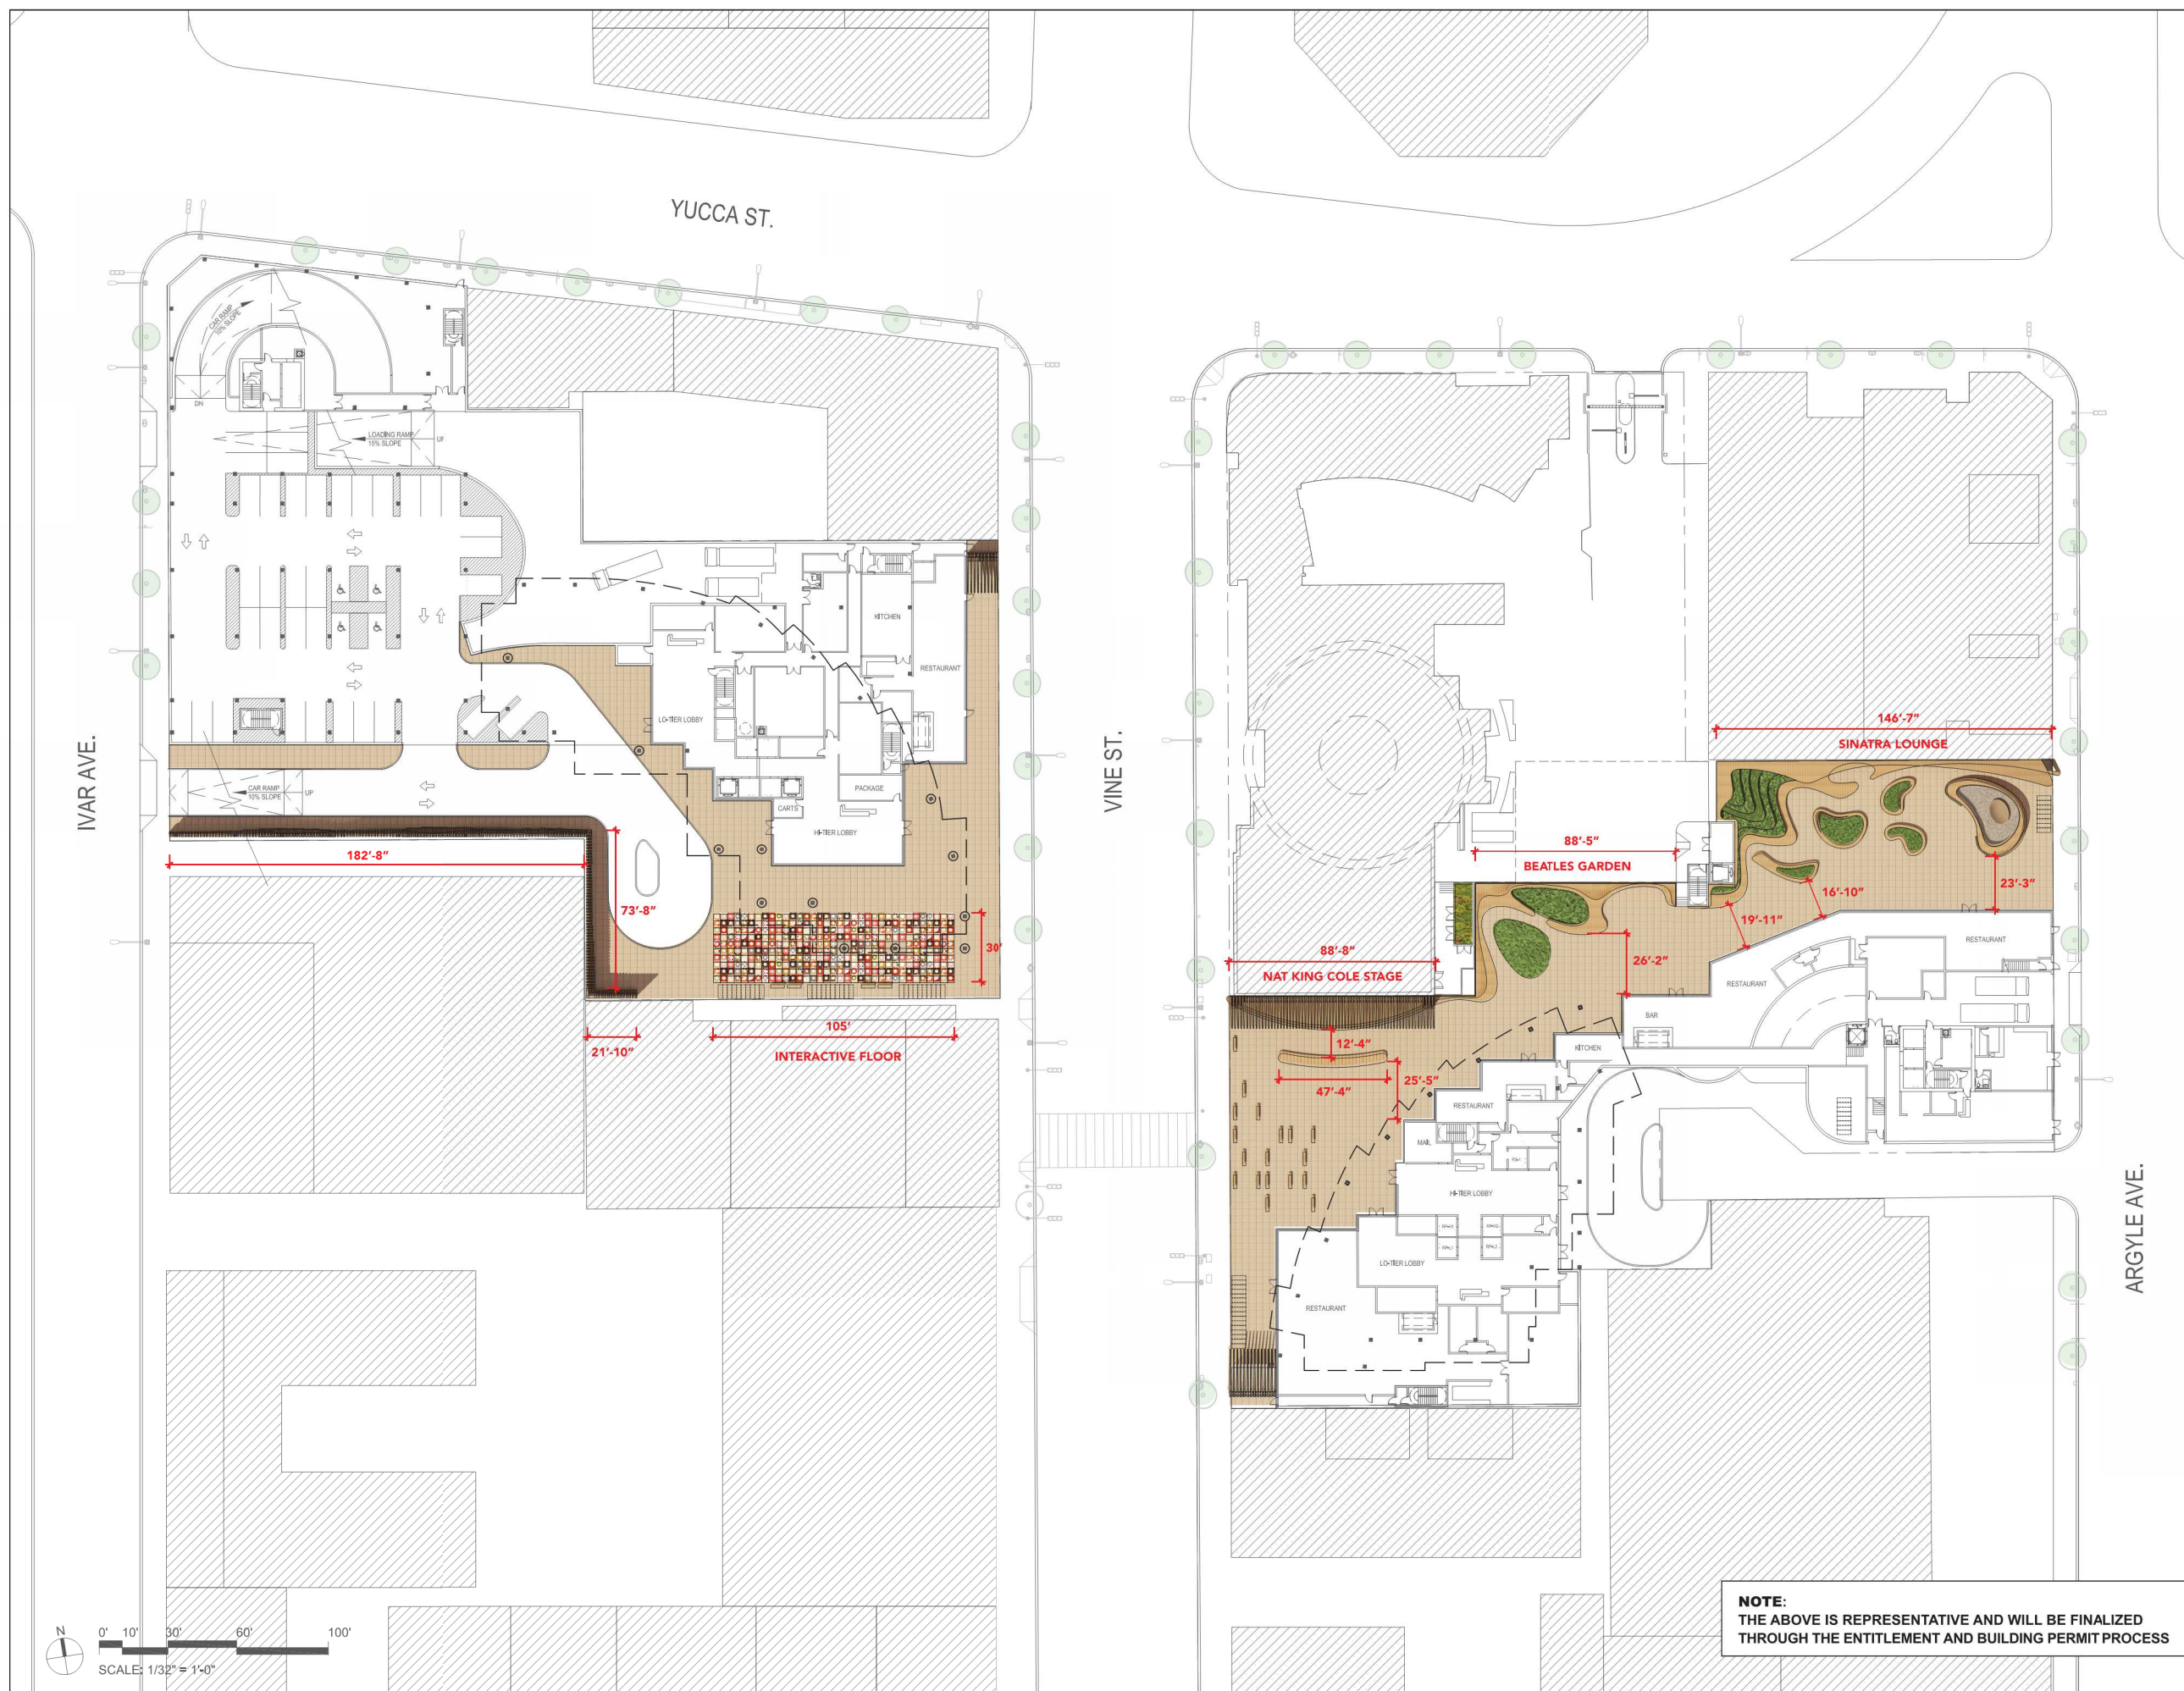 YUCCA ST.
CAR RAMP
10% SLOPE
DN
LOADING RAMP
15% SLOPE
UP
KITCHEN
RESTAURANT
LO-TIER LOBBY
146'-7"
SINATRA LOUNGE
IVAR AVE.
VINE ST.
CAR RAMP
10% SLOPE
UP
PACKAGE
CARTS
HI-TIER LOBBY
182'-8"
88'-5"
BEATLES GARDEN
23'-3"
16'-10"
73'-8"
19'-11"
30'
88'-8"
NAT KING COLE STAGE
26'-2"
RESTAURANT
RESTAURANT
BAR
105'
INTERACTIVE FLOOR
21'-10"
12'-4"
KITCHEN
47'-4"
25'-5"
RESTAURANT
MAIL
HI-TIER LOBBY
LO-TIER LOBBY
RESTAURANT
ARGYLE AVE.
NOTE:
THE ABOVE IS REPRESENTATIVE AND WILL BE FINALIZED
THROUGH THE ENTITLEMENT AND BUILDING PERMIT PROCESS
N
0' 10' 30' 60' 100'
SCALE: 1/32" = 1'-0"